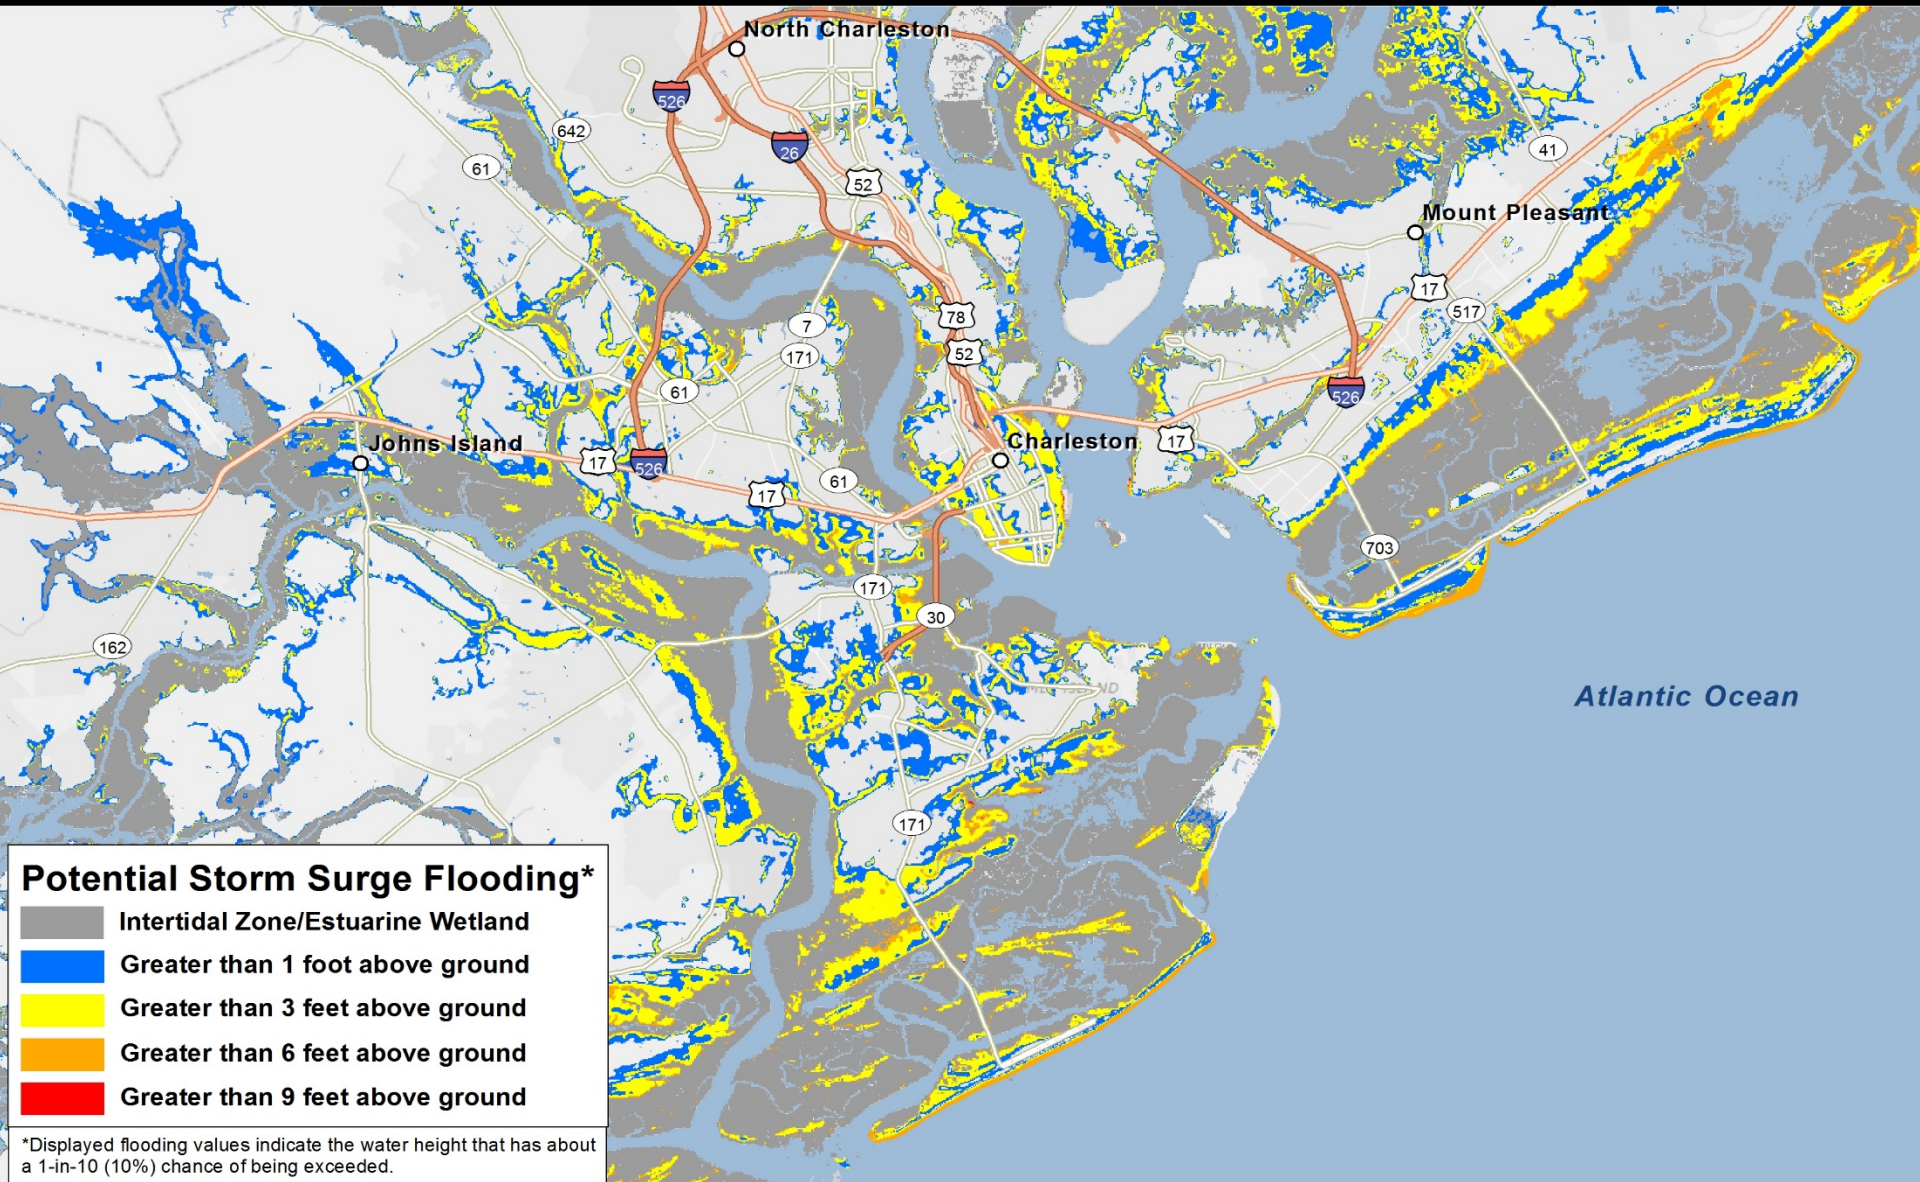 North Charleston
526
642
26
61
41
52
Mount Pleasant
17
517
78
7
171
52
61
526
Johns Island
Charleston
17
17
526
61
17
703
171
30
162
Atlantic Ocean
171
Potential Storm Surge Flooding*
Intertidal Zone/Estuarine Wetland
Greater than 1 foot above ground
Greater than 3 feet above ground
Greater than 6 feet above ground
Greater than 9 feet above ground
*Displayed flooding values indicate the water height that has about
a 1-in-10 (10%) chance of being exceeded.